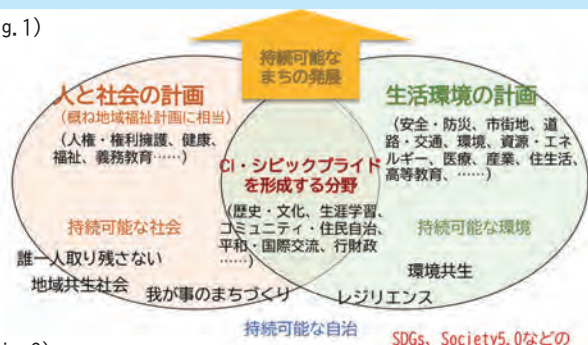 g.1)
持続可能な
まちの発展
人と社会の計画
(概ね地域福祉計画に相当)
(人権・権利擁護、健康、
福祉、義務教育……)
生活環境の計画
(安全・防災、市街地、道
路・交通、環境、資源・エネ
ルギー、医療、産業、住生活、
高等教育、……)
CI・シビックプライド
を形成する分野
(歴史・文化、生涯学習、
コミュニティ・住民自治、
平和・国際交流、行財政
……)
持続可能な社会
持続可能な環境
誰一人取り残さない
地域共生社会
我が事のまちづくり
環境共生
レジリエンス
持続可能な自治
SDGs、Society5.0などの